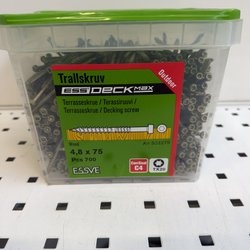 Trallskruv
ESSDECK MAX
Outdoor
Terrasseskrue / Terassiruuvi /
Terrasseskrue / Decking screw
4,8 x 75
Pcs 700
ESSVE
C4
TX20